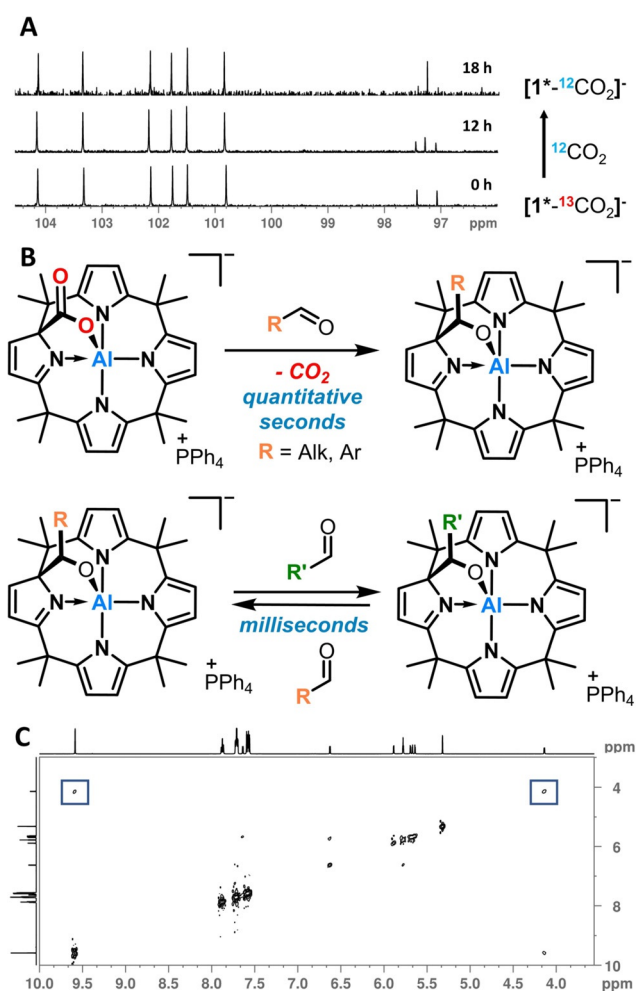 A
18 h
[1*-¹²CO₂]⁻
12 h
¹²CO₂
0 h
[1*-¹³CO₂]⁻
104 103 102 101 100 99 98 97 ppm
B
O
O
N
N
Al
N
N
−
+
PPh₄
R
O
- CO₂
quantitative
seconds
R = Alk, Ar
R
O
N
N
Al
N
N
−
+
PPh₄
R
O
N
N
Al
N
N
−
+
PPh₄
O
R'
milliseconds
O
R
R'
O
N
N
Al
N
N
−
+
PPh₄
C
ppm
4
6
8
10
10.0 9.5 9.0 8.5 8.0 7.5 7.0 6.5 6.0 5.5 5.0 4.5 4.0 ppm